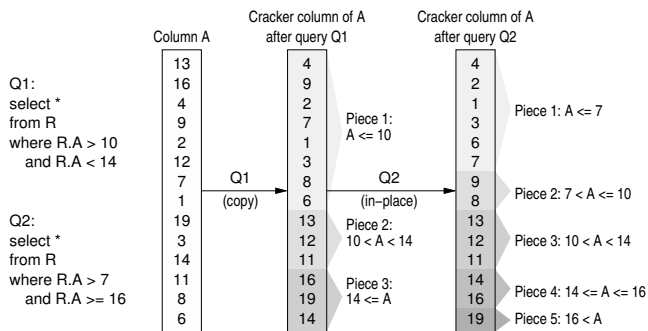 Column A
Cracker column of A
after query Q1
Cracker column of A
after query Q2
Q1:
select *
from R
where R.A > 10
and R.A < 14
Q2:
select *
from R
where R.A > 7
and R.A >= 16
13
16
4
9
2
12
7
1
19
3
14
11
8
6
Q1
(copy)
4
9
2
7
1
3
8
6
13
12
11
16
19
14
Piece 1:
A <= 10
Piece 2:
10 < A < 14
Piece 3:
14 <= A
Q2
(in-place)
4
2
1
3
6
7
9
8
13
12
11
14
16
19
Piece 1: A <= 7
Piece 2: 7 < A <= 10
Piece 3: 10 < A < 14
Piece 4: 14 <= A <= 16
Piece 5: 16 < A